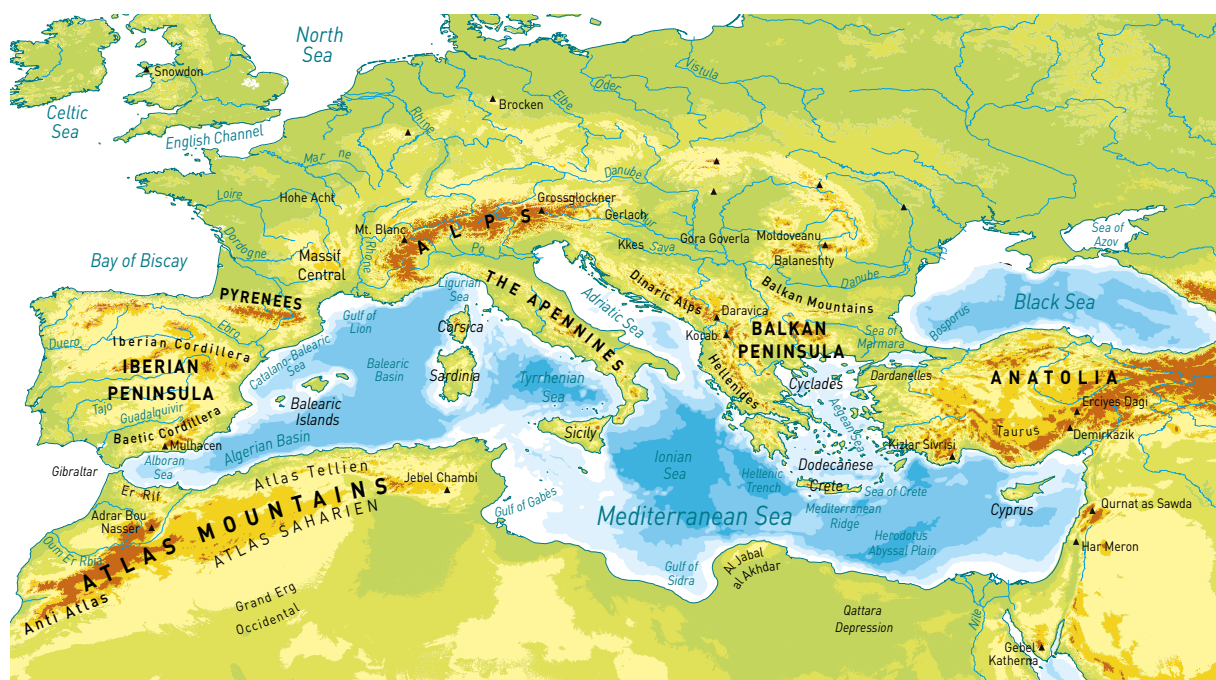 North
Sea
Snowdon
Celtic
Sea
English Channel
Brocken
Elbe
Oder
Vistula
Rhine
Marne
Loire
Hohe Acht
Danube
Grossglockner
Gerlach
Mur
Mt. Blanc
ALPS
Kkes
Sava
Góra Goverla
Moldoveanu
Balaneshty
Danube
Dordogne
Massif
Central
Rhone
Po
Bay of Biscay
Sea of
Azov
Black Sea
Bosporus
PYRENEES
Ligurian
Sea
THE APENNINES
Adriatic Sea
Dinaric Alps
Daravica
Korab
Balkan Mountains
BALKAN
PENINSULA
Sea of
Marmara
Gulf of
Lion
Corsica
Ebro
Duero
Iberian Cordillera
IBERIAN
PENINSULA
Catalano-Balearic
Sea
Balearic
Basin
Sardinia
Tyrrhenian
Sea
Hellenides
Cyclades
Dardanelles
ANATOLIA
Tajo
Guadalquivir
Baetic Cordillera
Mulhacen
Balearic
Islands
Algerian Basin
Sicily
Aegean Sea
Erciyes Dagi
Taurus
Demirkazik
Kizlar Sivrisi
Gibraltar
Alboran
Sea
Ionian
Sea
Hellenic
Trench
Dodecanese
Crete
Sea of Crete
Er Rif
Atlas Tellien
Jebel Chambi
Gulf of Gabès
Mediterranean Sea
Mediterranean
Ridge
Cyprus
Qurnat as Sawda
Adrar Bou
Nasser
ATLAS MOUNTAINS
ATLAS SAHARIEN
Oum Er Rbia
Herodotus
Abyssal Plain
Har Meron
Anti Atlas
Grand Erg
Occidental
Gulf of
Sidra
Al Jabal
al Akhdar
Qattara
Depression
Nile
Gebel
Katherna